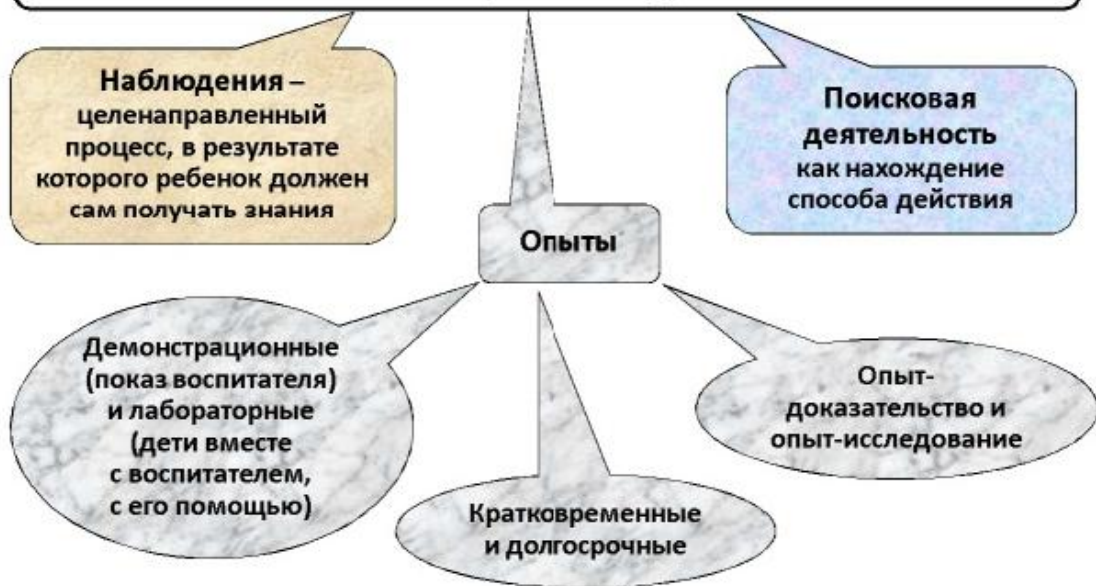 Наблюдения –
целенаправленный
процесс, в результате
которого ребенок должен
сам получать знания
Поисковая
деятельность
как нахождение
способа действия
Опыты
Демонстрационные
(показ воспитателя)
и лабораторные
(дети вместе
с воспитателем,
с его помощью)
Кратковременные
и долгосрочные
Опыт-
доказательство и
опыт-исследование